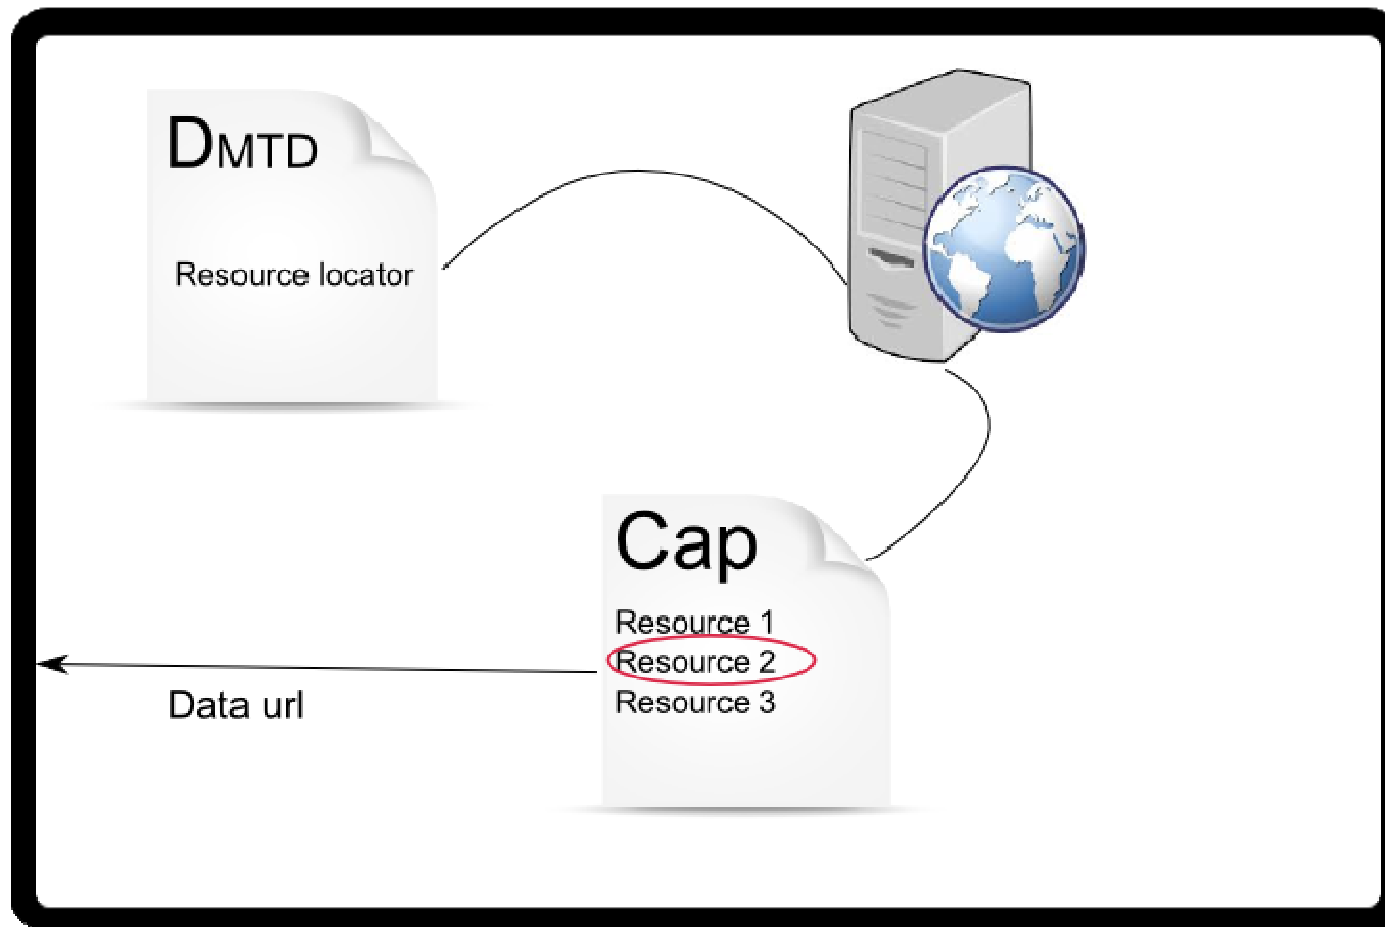 DMTD
Resource locator
Cap
Resource 1
Resource 2
Resource 3
Data url